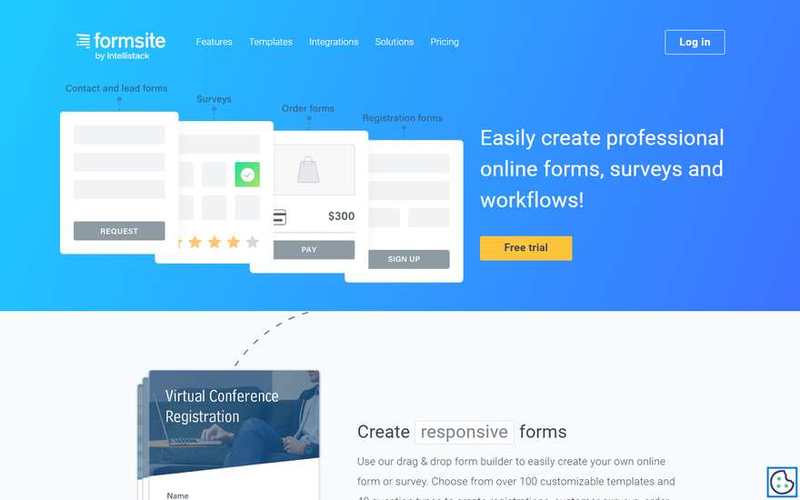 formsite
by Intellistack
Features
Templates
Integrations
Solutions
Pricing
Log in
Contact and lead forms
Surveys
Order forms
Registration forms
REQUEST
$300
PAY
SIGN UP
Easily create professional
online forms, surveys and
workflows!
Free trial
Virtual Conference
Registration
Name
Create responsive forms
Use our drag & drop form builder to easily create your own online
form or survey. Choose from over 100 customizable templates and